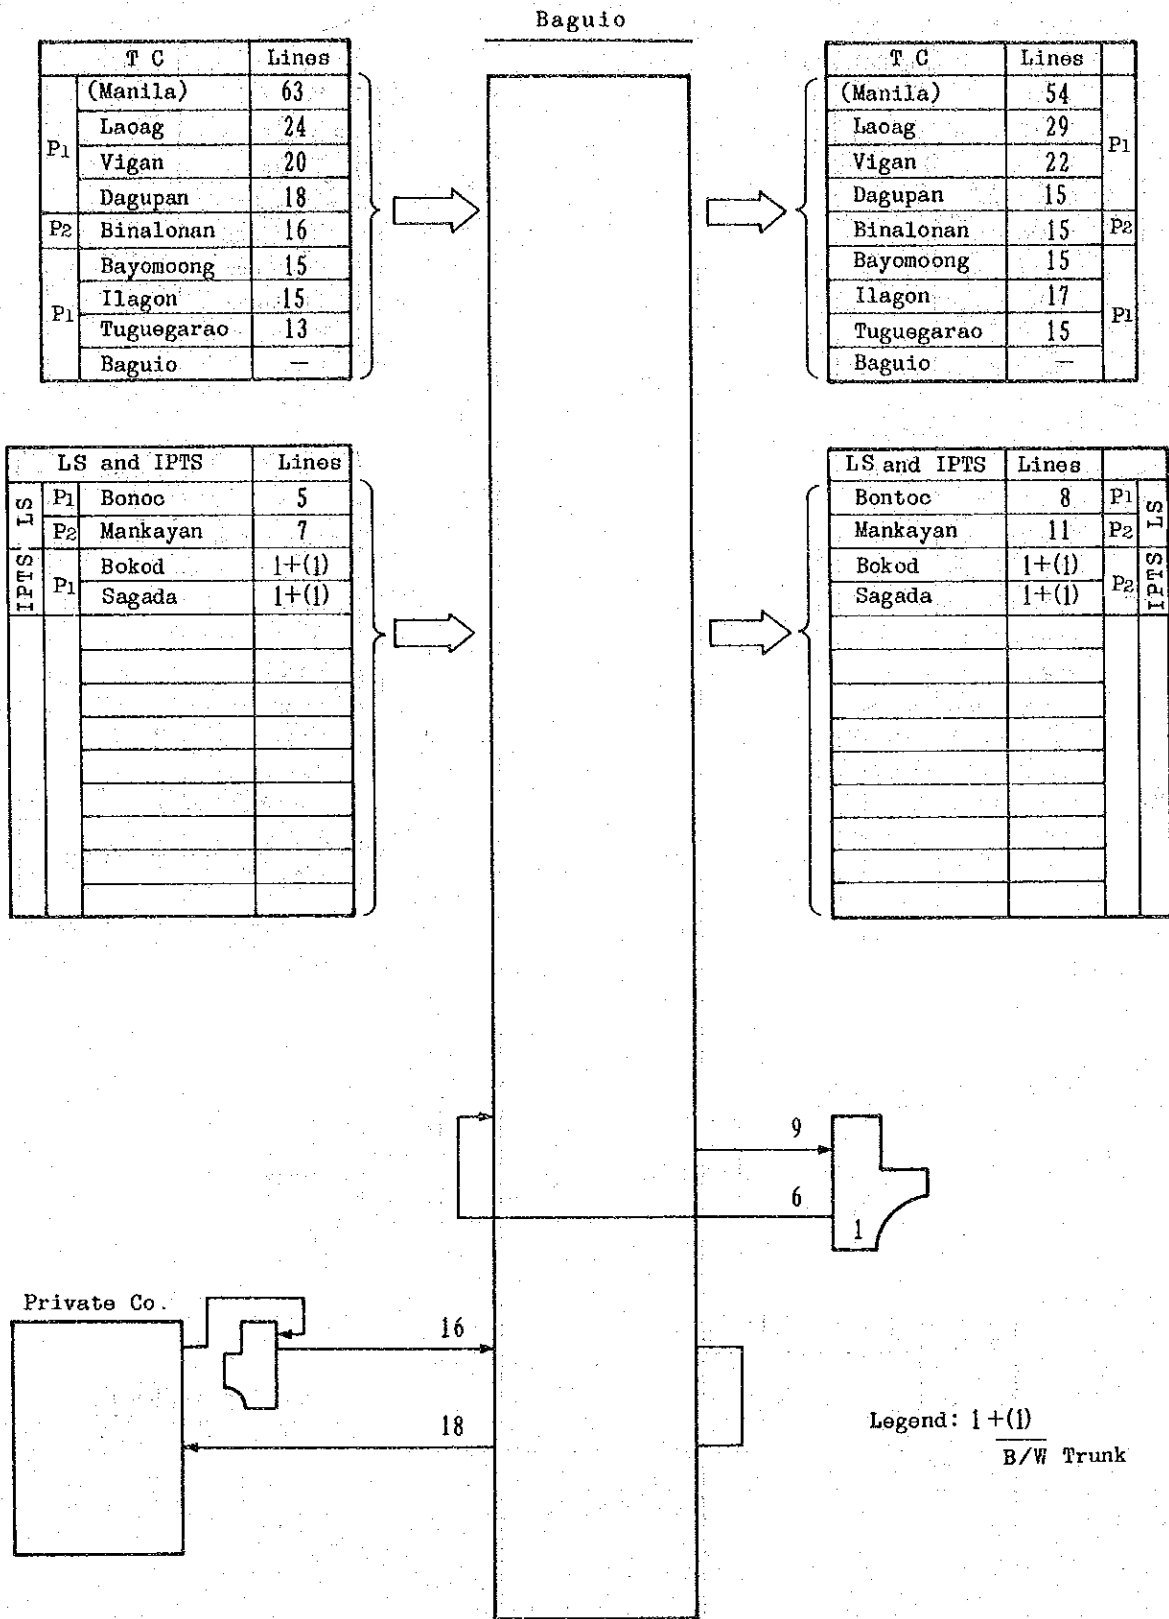 Baguio
T C Lines
P1 (Manila) 63
Laoag 24
Vigan 20
Dagupan 18
P2 Binalonan 16
P1 Bayomoong 15
Ilagon 15
Tuguegarao 13
Baguio —
T C Lines
(Manila) 54 P1
Laoag 29
Vigan 22
Dagupan 15
Binalonan 15 P2
Bayomoong 15 P1
Ilagon 17
Tuguegarao 15
Baguio —
LS and IPTS Lines
LS P1 Bonoc 5
P2 Mankayan 7
IPTS P1 Bokod 1+(1)
Sagada 1+(1)
LS and IPTS Lines
Bontoc 8 P1 LS
Mankayan 11 P2
Bokod 1+(1) P2 IPTS
Sagada 1+(1)
9
6
1
Private Co.
16
18
Legend: 1+(1)
B/W Trunk